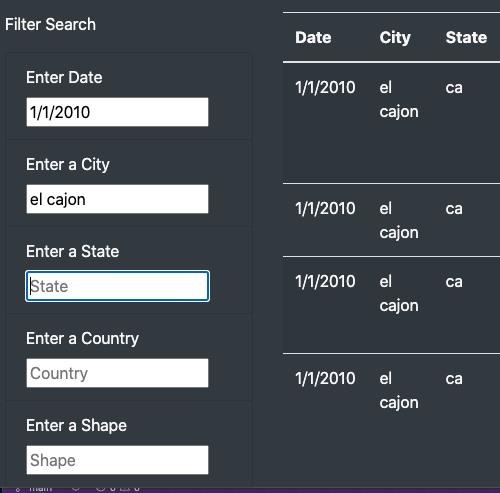 Filter Search
Enter Date
1/1/2010
Enter a City
el cajon
Enter a State
State
Enter a Country
Country
Enter a Shape
Shape
Date City State
1/1/2010 el ca
cajon
1/1/2010 el ca
cajon
1/1/2010 el ca
cajon
1/1/2010 el ca
cajon
main